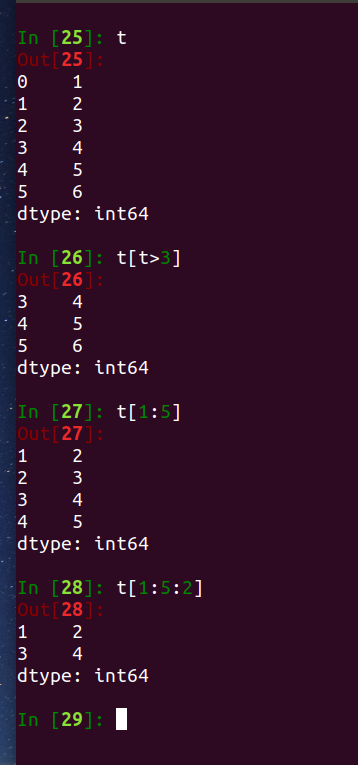 In [25]: t
Out[25]:
0    1
1    2
2    3
3    4
4    5
5    6
dtype: int64
In [26]: t[t>3]
Out[26]:
3    4
4    5
5    6
dtype: int64
In [27]: t[1:5]
Out[27]:
1    2
2    3
3    4
4    5
dtype: int64
In [28]: t[1:5:2]
Out[28]:
1    2
3    4
dtype: int64
In [29]: